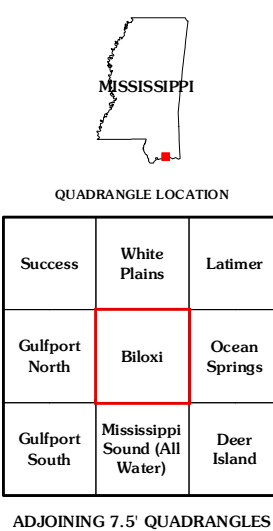 MISSISSIPPI
QUADRANGLE LOCATION
Success
White
Plains
Latimer
Gulfport
North
Biloxi
Ocean
Springs
Gulfport
South
Mississippi
Sound (All
Water)
Deer
Island
ADJOINING 7.5' QUADRANGLES